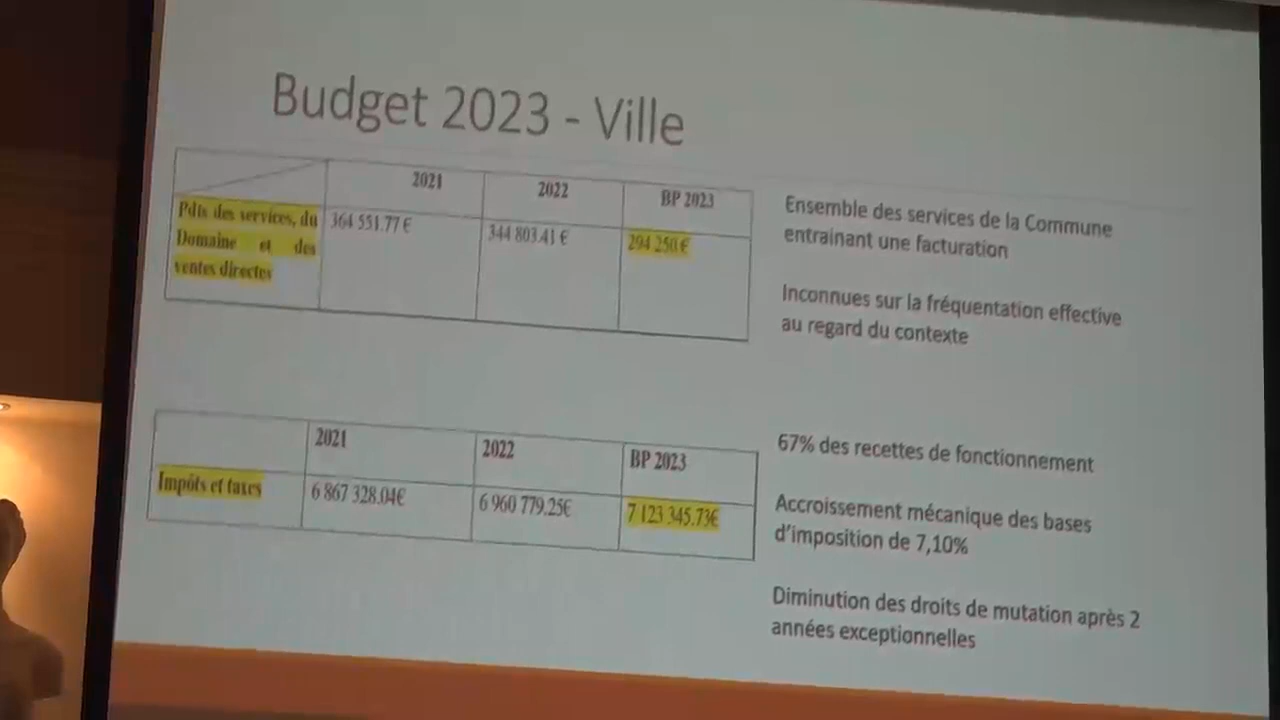 Budget 2023 - Ville
2021 2022 BP 2023
Pdts des services, du 364 551.77 € 344 803.41 € 294 250 €
Domaine et des
ventes directes
Ensemble des services de la Commune
entrainant une facturation
Inconnues sur la fréquentation effective
au regard du contexte
2021 2022 BP 2023
Impôts et taxes 6 867 328.04€ 6 960 779.25€ 7 123 345.73€
67% des recettes de fonctionnement
Accroissement mécanique des bases
d'imposition de 7,10%
Diminution des droits de mutation après 2
années exceptionnelles